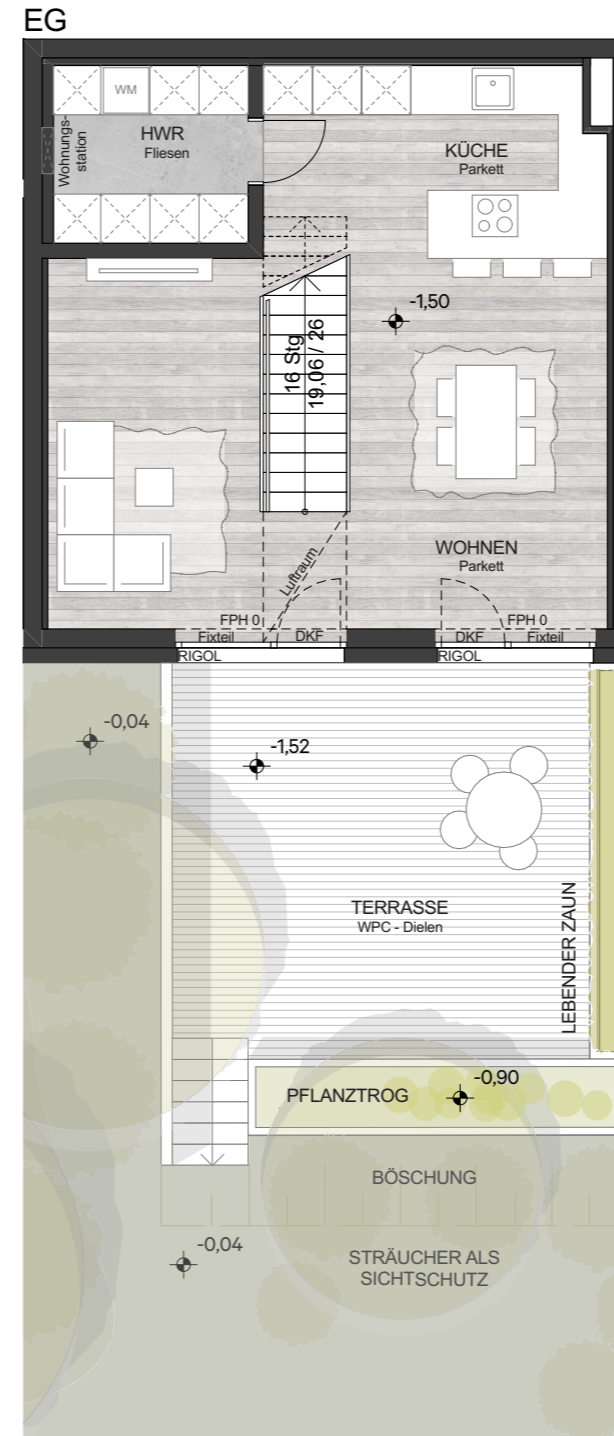 EG
WM
Wohnungs-
station
HWR
Fliesen
KÜCHE
Parkett
-1,50
16 Stg
19,06 / 26
WOHNEN
Parkett
Luftraum
FPH 0
FPH 0
Fixteil
DKF
DKF
Fixteil
RIGOL
RIGOL
-0,04
-1,52
TERRASSE
WPC - Dielen
LEBENDER ZAUN
PFLANZTROG
-0,90
BÖSCHUNG
-0,04
STRÄUCHER ALS
SICHTSCHUTZ